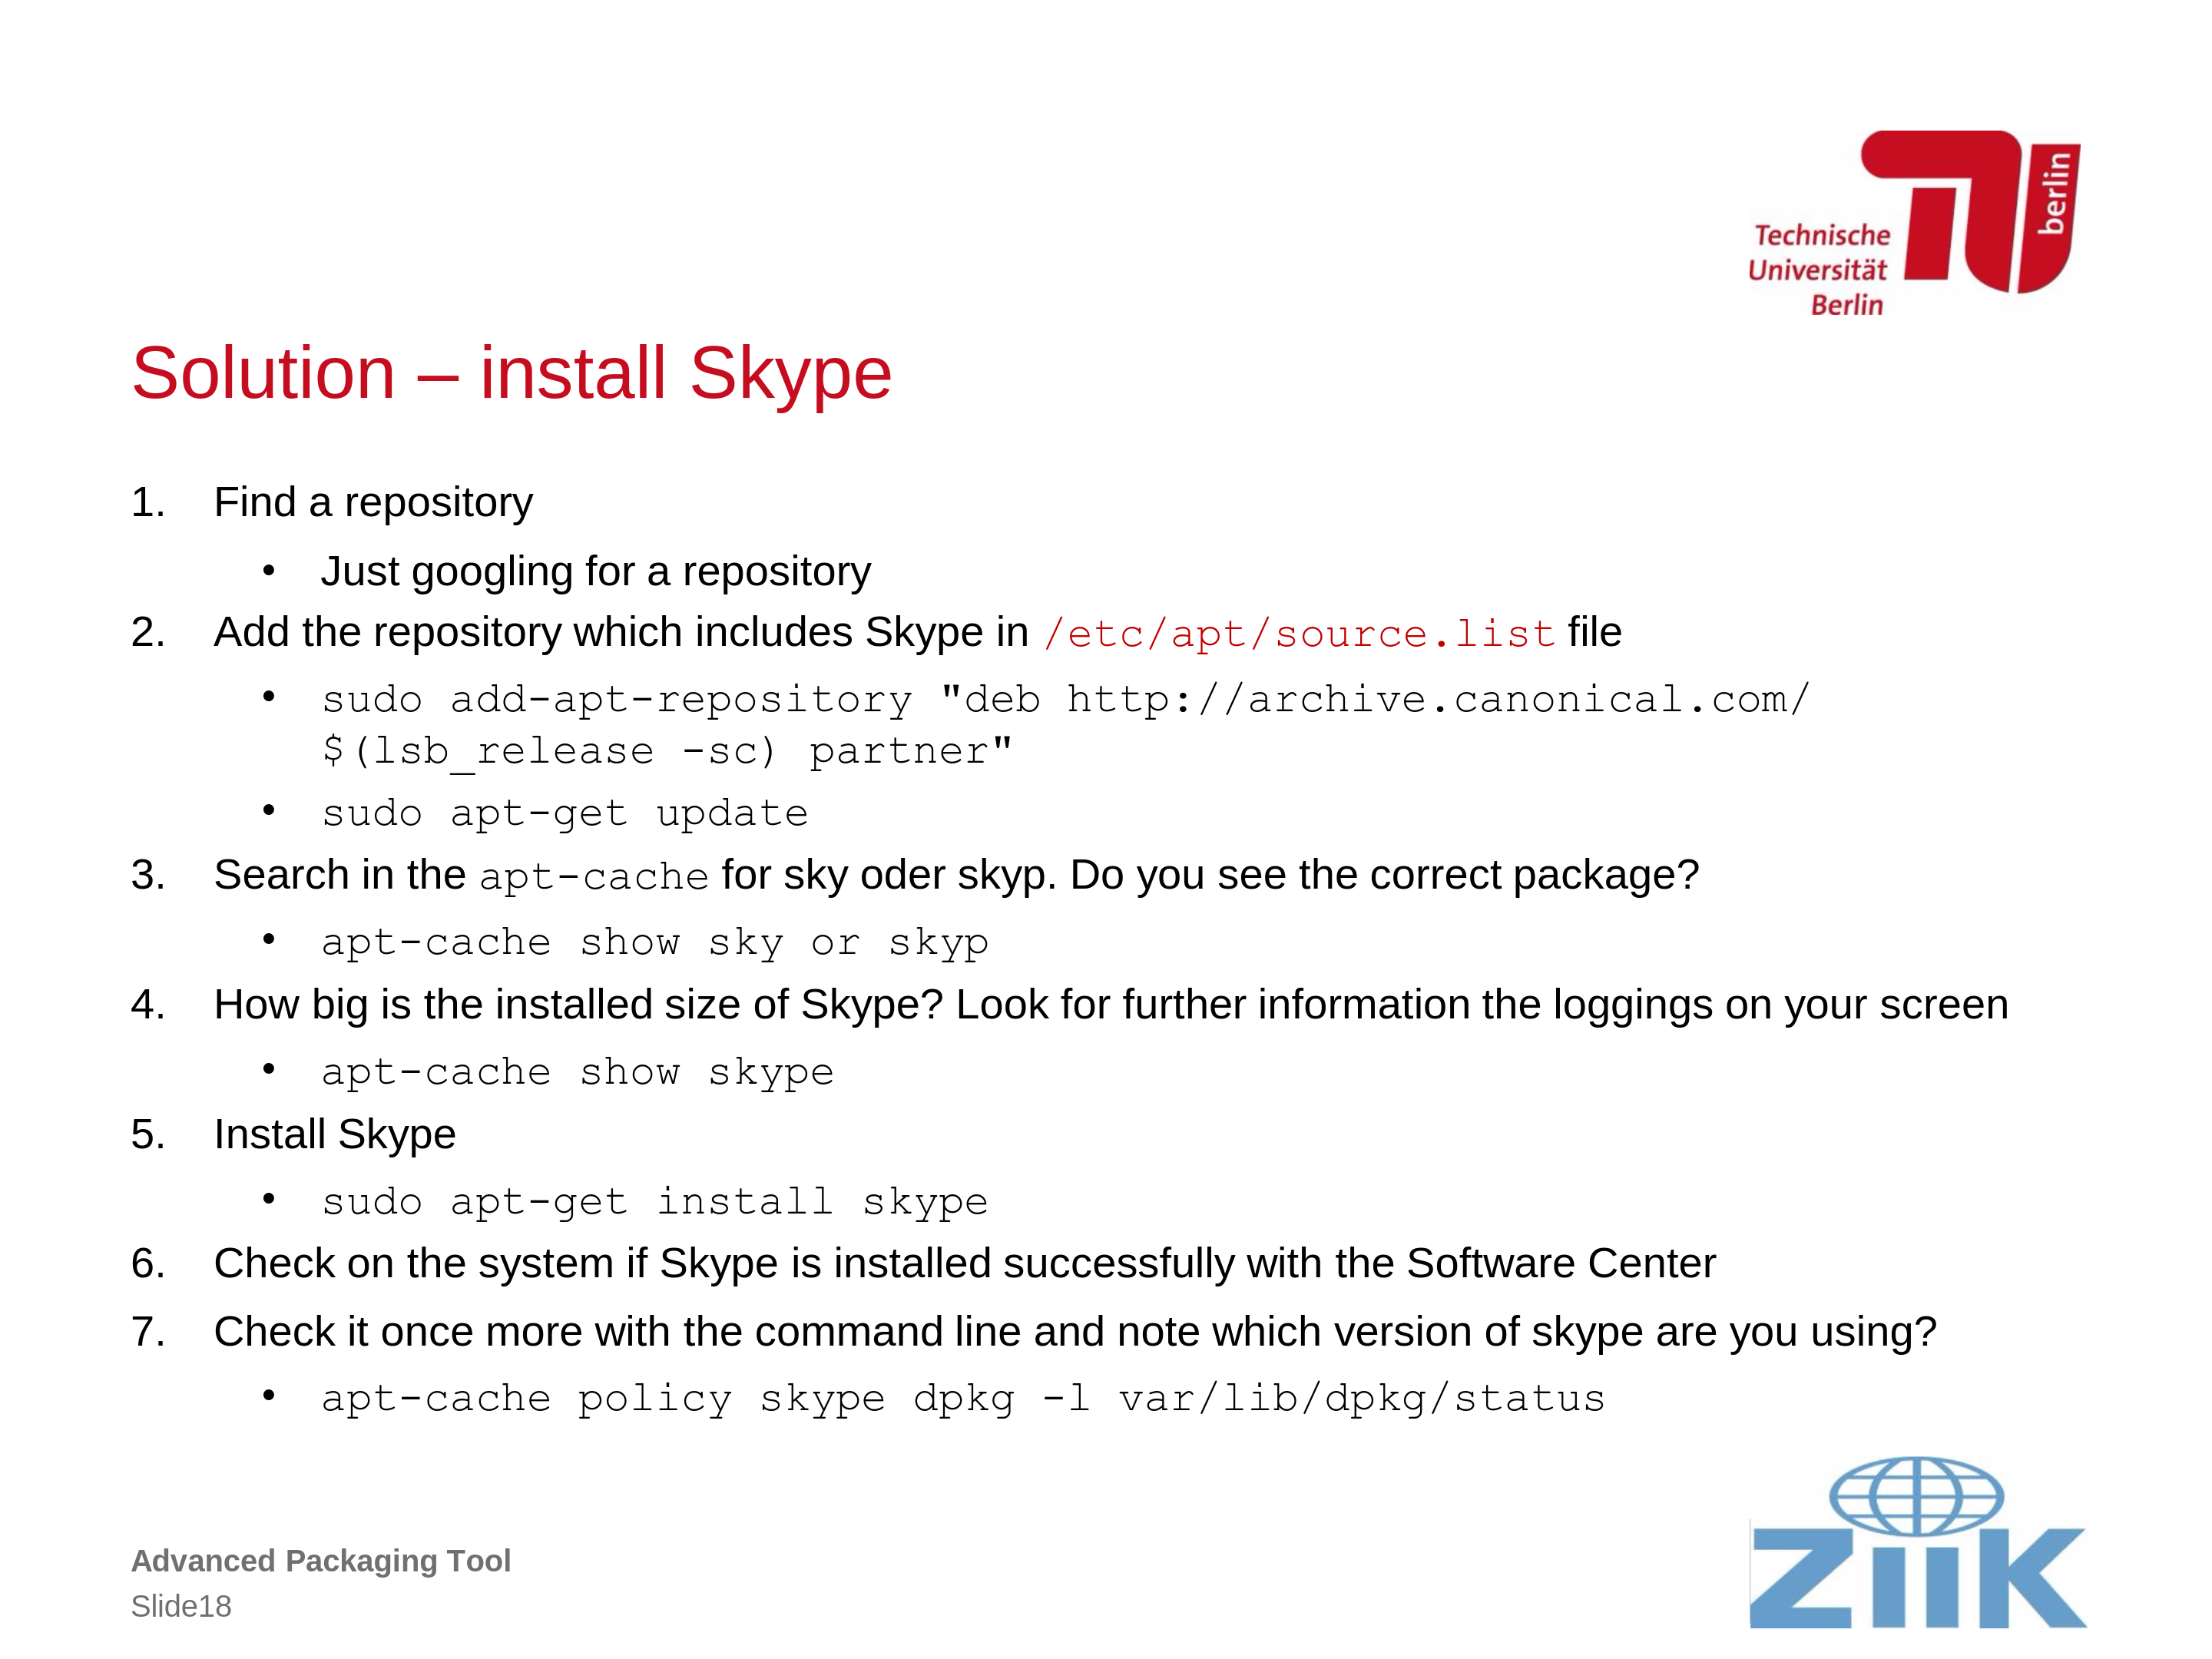 Technische
Universität
Berlin
berlin
Solution – install Skype
1. Find a repository
• Just googling for a repository
2. Add the repository which includes Skype in /etc/apt/source.list file
• sudo add-apt-repository "deb http://archive.canonical.com/
$(lsb_release -sc) partner"
• sudo apt-get update
3. Search in the apt-cache for sky oder skyp. Do you see the correct package?
• apt-cache show sky or skyp
4. How big is the installed size of Skype? Look for further information the loggings on your screen
• apt-cache show skype
5. Install Skype
• sudo apt-get install skype
6. Check on the system if Skype is installed successfully with the Software Center
7. Check it once more with the command line and note which version of skype are you using?
• apt-cache policy skype dpkg -l var/lib/dpkg/status
Advanced Packaging Tool
Slide18
ZiiK